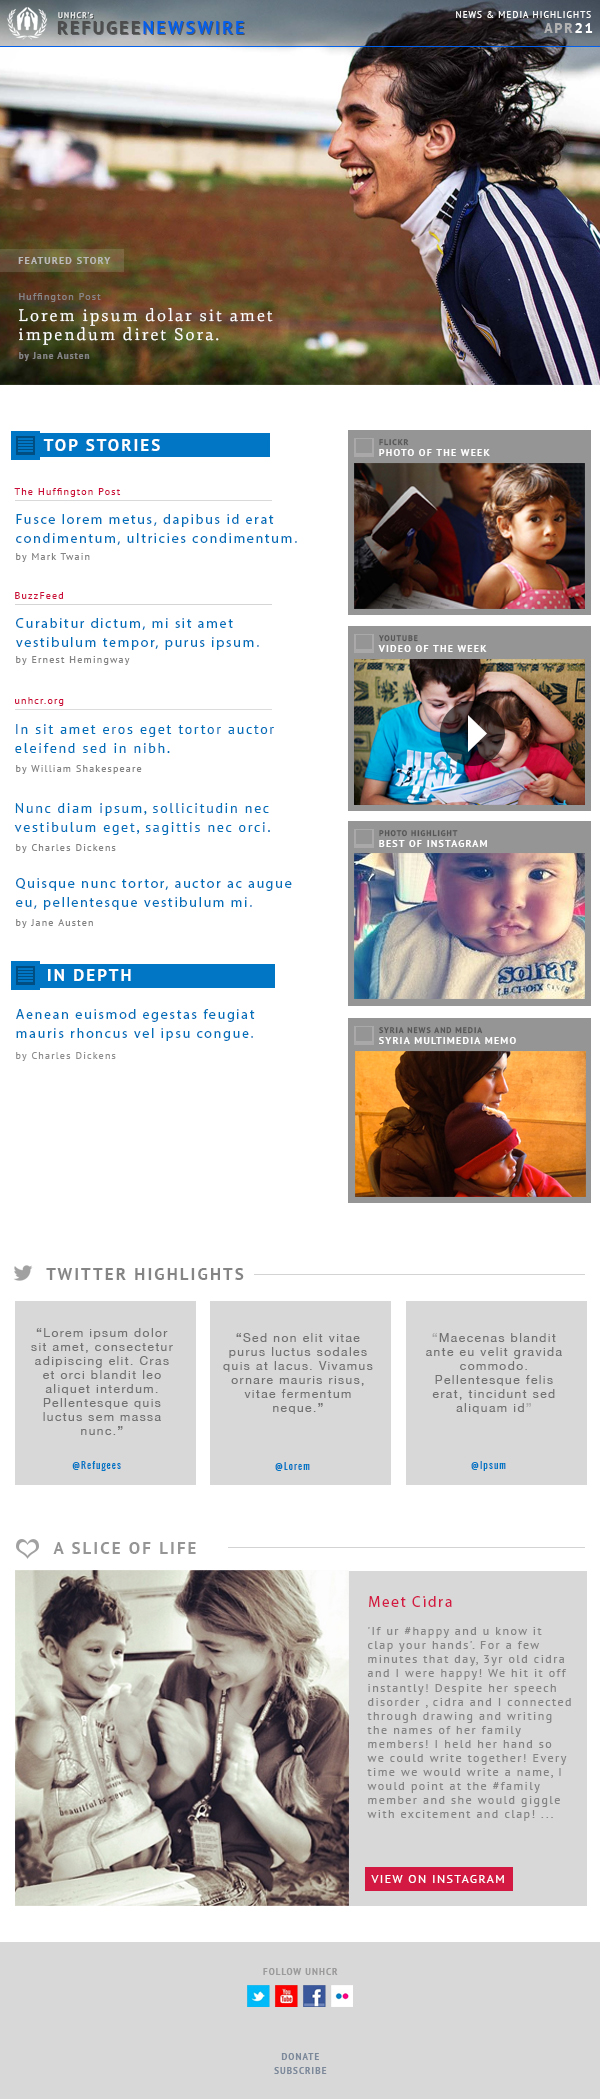 UNHCR's
REFUGEENEWSWIRE
NEWS & MEDIA HIGHLIGHTS
APR21
FEATURED STORY
Huffington Post
Lorem ipsum dolar sit amet
impendum diret Sora.
by Jane Austen
TOP STORIES
The Huffington Post
Fusce lorem metus, dapibus id erat
condimentum, ultricies condimentum.
by Mark Twain
BuzzFeed
Curabitur dictum, mi sit amet
vestibulum tempor, purus ipsum.
by Ernest Hemingway
unhcr.org
In sit amet eros eget tortor auctor
eleifend sed in nibh.
by William Shakespeare
Nunc diam ipsum, sollicitudin nec
vestibulum eget, sagittis nec orci.
by Charles Dickens
Quisque nunc tortor, auctor ac augue
eu, pellentesque vestibulum mi.
by Jane Austen
IN DEPTH
Aenean euismod egestas feugiat
mauris rhoncus vel ipsu congue.
by Charles Dickens
FLICKR
PHOTO OF THE WEEK
YOUTUBE
VIDEO OF THE WEEK
JUST
PHOTO HIGHLIGHT
BEST OF INSTAGRAM
sohat
LE CHOIX
SYRIA NEWS AND MEDIA
SYRIA MULTIMEDIA MEMO
TWITTER HIGHLIGHTS
“Lorem ipsum dolor
sit amet, consectetur
adipiscing elit. Cras
et orci blandit leo
aliquet interdum.
Pellentesque quis
luctus sem massa
nunc.”
@Refugees
“Sed non elit vitae
purus luctus sodales
quis at lacus. Vivamus
ornare mauris risus,
vitae fermentum
neque.”
@Lorem
“Maecenas blandit
ante eu velit gravida
commodo.
Pellentesque felis
erat, tincidunt sed
aliquam id”
@Ipsum
A SLICE OF LIFE
Meet Cidra
'If ur #happy and u know it
clap your hands'. For a few
minutes that day, 3yr old cidra
and I were happy! We hit it off
instantly! Despite her speech
disorder , cidra and I connected
through drawing and writing
the names of her family
members! I held her hand so
we could write together! Every
time we would write a name, I
would point at the #family
member and she would giggle
with excitement and clap! ...
VIEW ON INSTAGRAM
FOLLOW UNHCR
You
Tube
f
DONATE
SUBSCRIBE